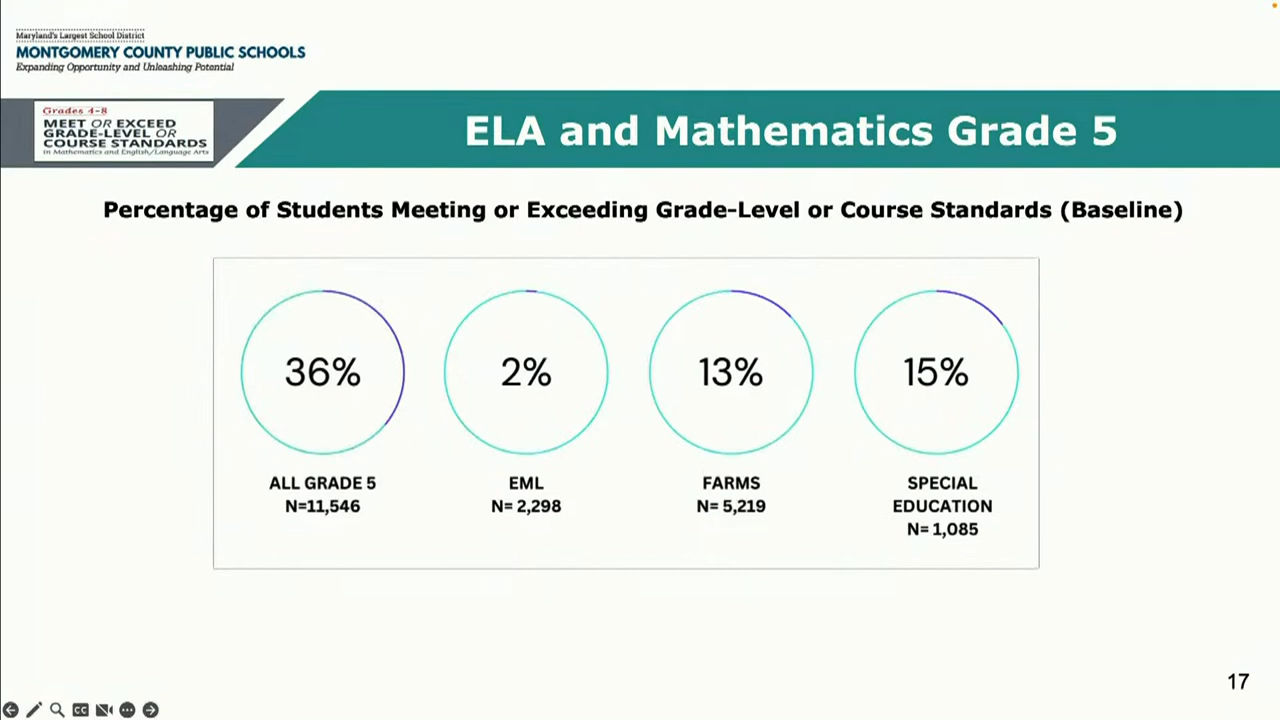 Maryland's Largest School District
MONTGOMERY COUNTY PUBLIC SCHOOLS
Expanding Opportunity and Unleashing Potential
Grades 4-8
MEET OR EXCEED
GRADE-LEVEL OR
COURSE STANDARDS
in Mathematics and English/Language Arts
ELA and Mathematics Grade 5
Percentage of Students Meeting or Exceeding Grade-Level or Course Standards (Baseline)
36%
2%
13%
15%
ALL GRADE 5
N=11,546
EML
N= 2,298
FARMS
N= 5,219
SPECIAL
EDUCATION
N= 1,085
17
CC